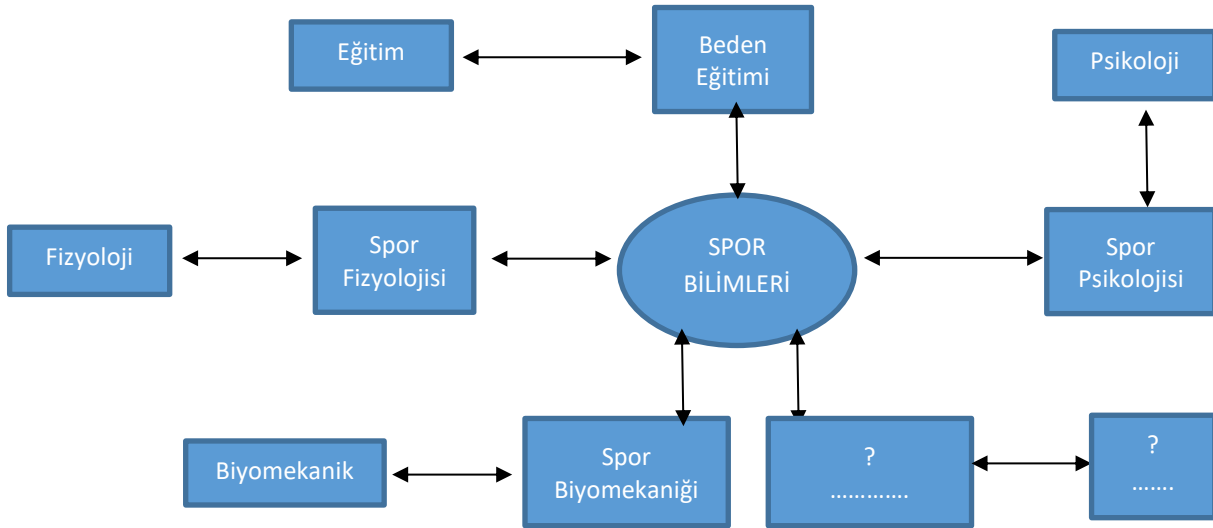 Eğitim
Beden
Eğitimi
Psikoloji
Fizyoloji
Spor
Fizyolojisi
SPOR
BİLİMLERİ
Spor
Psikolojisi
Biyomekanik
Spor
Biyomekaniği
?
………….
?
…….